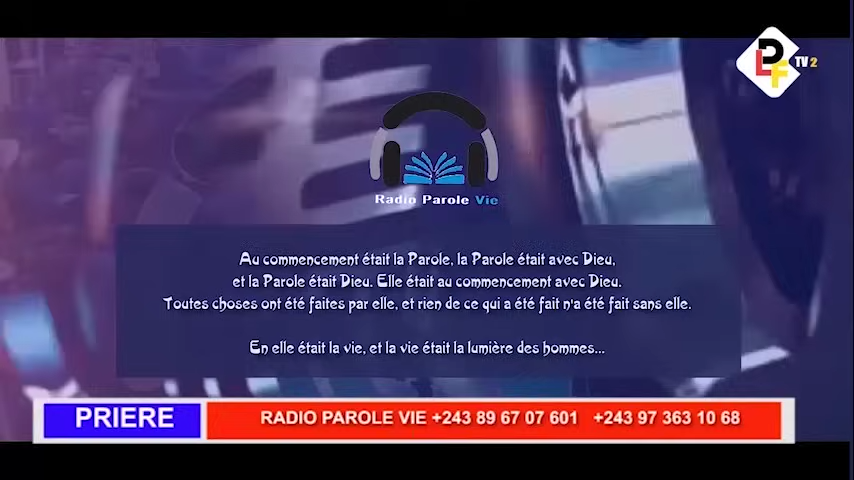 LDF TV 2
Radio Parole Vie
Au commencement était la Parole, la Parole était avec Dieu,
et la Parole était Dieu. Elle était au commencement avec Dieu.
Toutes choses ont été faites par elle, et rien de ce qui a été fait n'a été fait sans elle.
En elle était la vie, et la vie était la lumière des hommes...
PRIERE
RADIO PAROLE VIE +243 89 67 07 601 +243 97 363 10 68